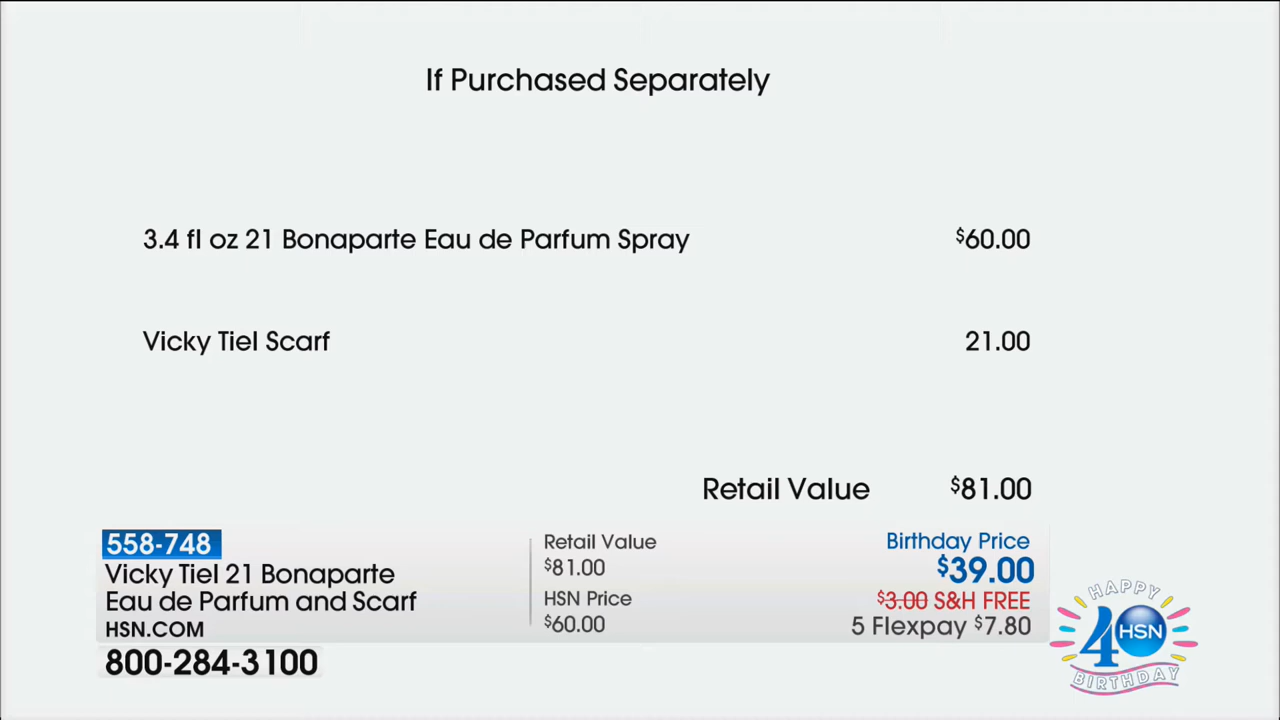 If Purchased Separately
3.4 fl oz 21 Bonaparte Eau de Parfum Spray $60.00
Vicky Tiel Scarf 21.00
Retail Value $81.00
558-748
Vicky Tiel 21 Bonaparte
Eau de Parfum and Scarf
HSN.COM
800-284-3100
Retail Value
$81.00
HSN Price
$60.00
Birthday Price
$39.00
$3.00 S&H FREE
5 Flexpay $7.80
HAPPY
40 HSN
BIRTHDAY